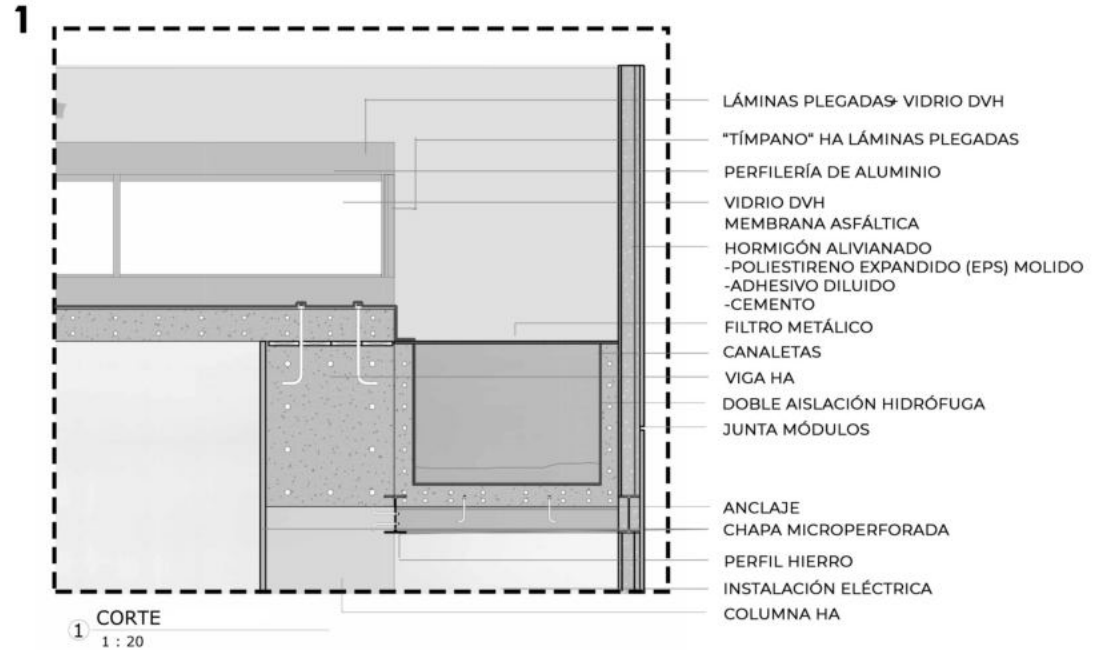 1
LÁMINAS PLEGADAS+ VIDRIO DVH
"TÍMPANO" HA LÁMINAS PLEGADAS
PERFILERÍA DE ALUMINIO
VIDRIO DVH
MEMBRANA ASFÁLTICA
HORMIGÓN ALIVIANADO
-POLIESTIRENO EXPANDIDO (EPS) MOLIDO
-ADHESIVO DILUIDO
-CEMENTO
FILTRO METÁLICO
CANALETAS
VIGA HA
DOBLE AISLACIÓN HIDRÓFUGA
JUNTA MÓDULOS
ANCLAJE
CHAPA MICROPERFORADA
PERFIL HIERRO
INSTALACIÓN ELÉCTRICA
COLUMNA HA
1 CORTE
1 : 20